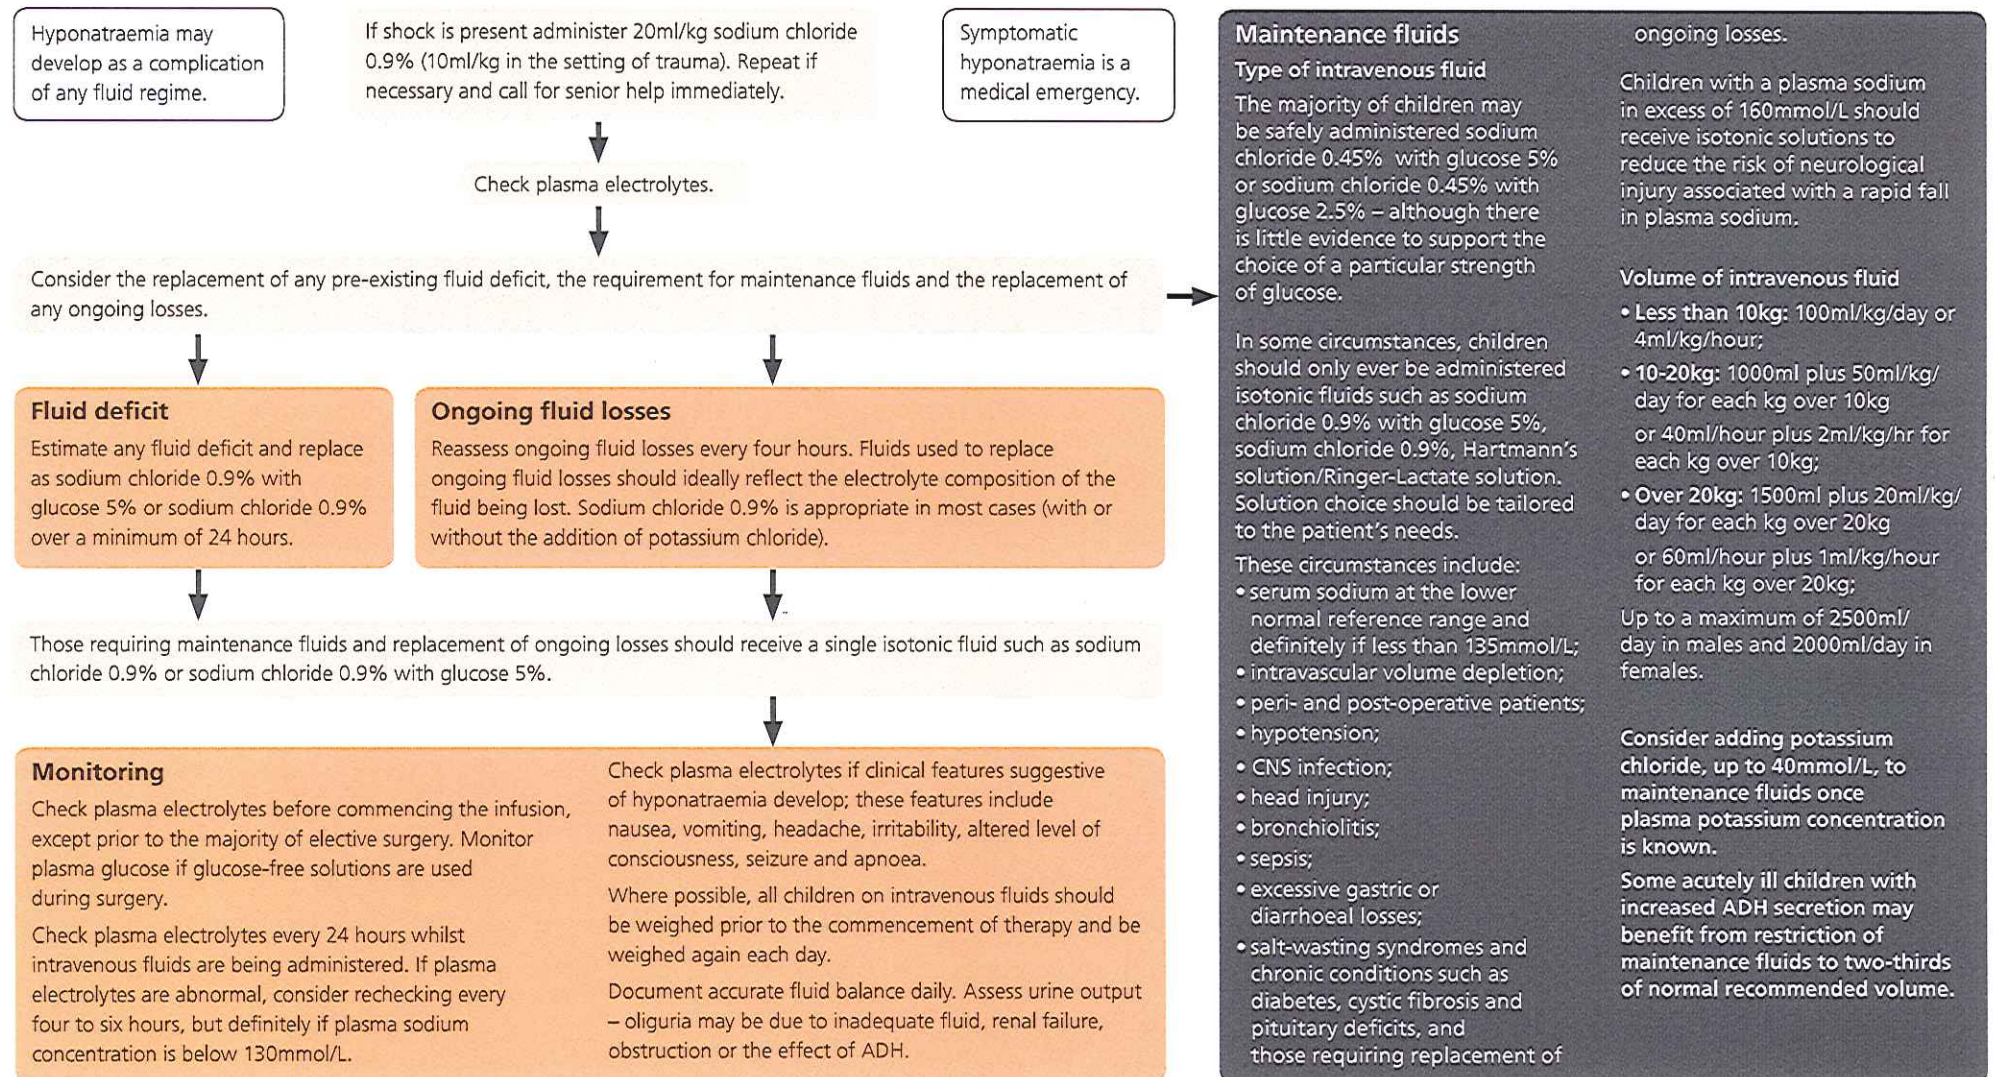 Hyponatraemia may
develop as a complication
of any fluid regime.
If shock is present administer 20ml/kg sodium chloride
0.9% (10ml/kg in the setting of trauma). Repeat if
necessary and call for senior help immediately.
Symptomatic
hyponatraemia is a
medical emergency.
Check plasma electrolytes.
Consider the replacement of any pre-existing fluid deficit, the requirement for maintenance fluids and the replacement of
any ongoing losses.
Fluid deficit
Estimate any fluid deficit and replace
as sodium chloride 0.9% with
glucose 5% or sodium chloride 0.9%
over a minimum of 24 hours.
Ongoing fluid losses
Reassess ongoing fluid losses every four hours. Fluids used to replace
ongoing fluid losses should ideally reflect the electrolyte composition of the
fluid being lost. Sodium chloride 0.9% is appropriate in most cases (with or
without the addition of potassium chloride).
Those requiring maintenance fluids and replacement of ongoing losses should receive a single isotonic fluid such as sodium
chloride 0.9% or sodium chloride 0.9% with glucose 5%.
Monitoring
Check plasma electrolytes before commencing the infusion,
except prior to the majority of elective surgery. Monitor
plasma glucose if glucose-free solutions are used
during surgery.
Check plasma electrolytes every 24 hours whilst
intravenous fluids are being administered. If plasma
electrolytes are abnormal, consider rechecking every
four to six hours, but definitely if plasma sodium
concentration is below 130mmol/L.
Check plasma electrolytes if clinical features suggestive
of hyponatraemia develop; these features include
nausea, vomiting, headache, irritability, altered level of
consciousness, seizure and apnoea.
Where possible, all children on intravenous fluids should
be weighed prior to the commencement of therapy and be
weighed again each day.
Document accurate fluid balance daily. Assess urine output
– oliguria may be due to inadequate fluid, renal failure,
obstruction or the effect of ADH.
Maintenance fluids
Type of intravenous fluid
The majority of children may
be safely administered sodium
chloride 0.45% with glucose 5%
or sodium chloride 0.45% with
glucose 2.5% – although there
is little evidence to support the
choice of a particular strength
of glucose.
In some circumstances, children
should only ever be administered
isotonic fluids such as sodium
chloride 0.9% with glucose 5%,
sodium chloride 0.9%, Hartmann's
solution/Ringer-Lactate solution.
Solution choice should be tailored
to the patient's needs.
These circumstances include:
• serum sodium at the lower
normal reference range and
definitely if less than 135mmol/L;
• intravascular volume depletion;
• peri- and post-operative patients;
• hypotension;
• CNS infection;
• head injury;
• bronchiolitis;
• sepsis;
• excessive gastric or
diarrhoeal losses;
• salt-wasting syndromes and
chronic conditions such as
diabetes, cystic fibrosis and
pituitary deficits, and
those requiring replacement of
ongoing losses.
Children with a plasma sodium
in excess of 160mmol/L should
receive isotonic solutions to
reduce the risk of neurological
injury associated with a rapid fall
in plasma sodium.
Volume of intravenous fluid
• Less than 10kg: 100ml/kg/day or
4ml/kg/hour;
• 10-20kg: 1000ml plus 50ml/kg/
day for each kg over 10kg
or 40ml/hour plus 2ml/kg/hr for
each kg over 10kg;
• Over 20kg: 1500ml plus 20ml/kg/
day for each kg over 20kg
or 60ml/hour plus 1ml/kg/hour
for each kg over 20kg;
Up to a maximum of 2500ml/
day in males and 2000ml/day in
females.
Consider adding potassium
chloride, up to 40mmol/L, to
maintenance fluids once
plasma potassium concentration
is known.
Some acutely ill children with
increased ADH secretion may
benefit from restriction of
maintenance fluids to two-thirds
of normal recommended volume.